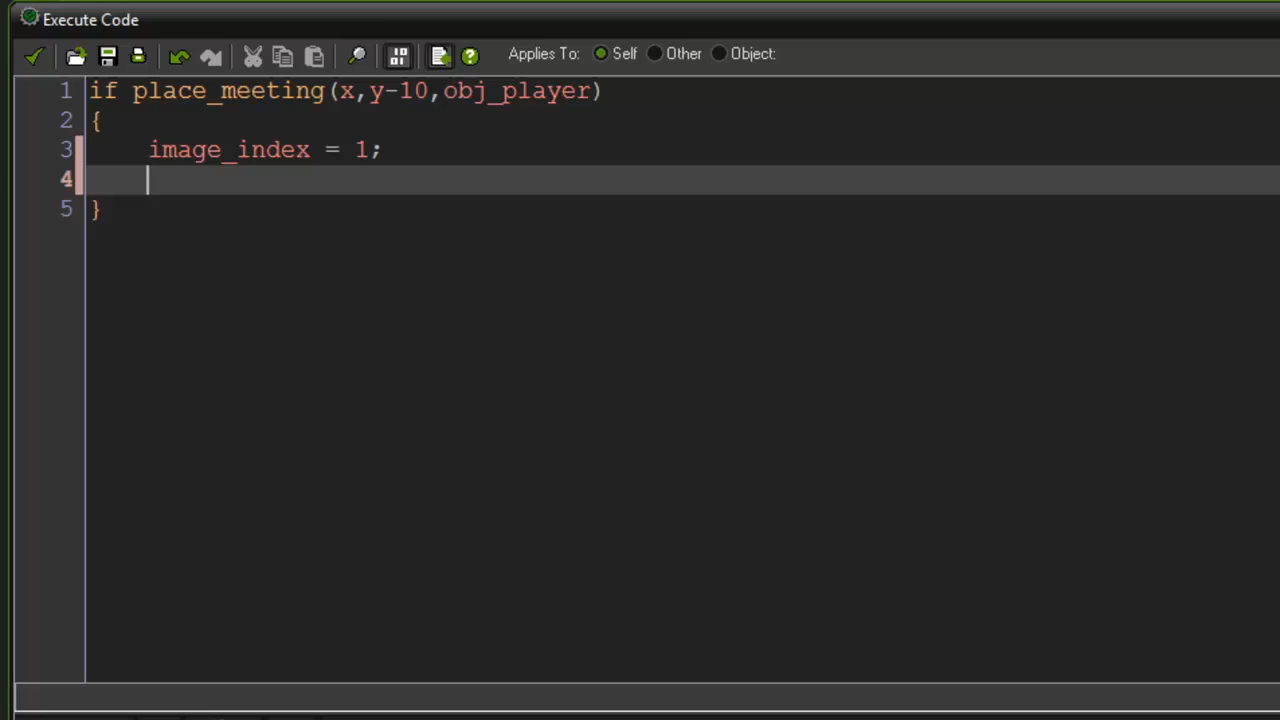 Execute Code
Applies To: Self Other Object:
1 if place_meeting(x,y-10,obj_player)
2 {
3     image_index = 1;
4
5 }